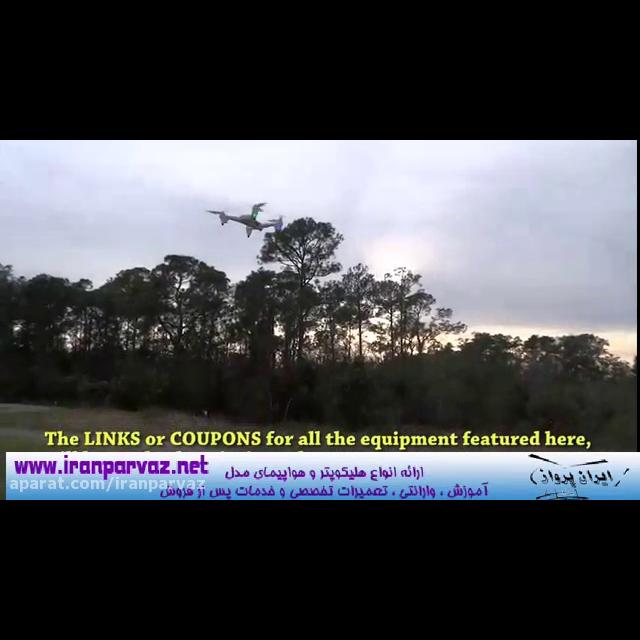 The LINKS or COUPONS for all the equipment featured here,
www.iranparvaz.net
ارائه انواع هلیکوپتر و هواپیمای مدل
ایران پرواز
aparat.com/iranparvaz
آموزش ، وارانتی ، تعمیرات تخصصی و خدمات پس از فروش